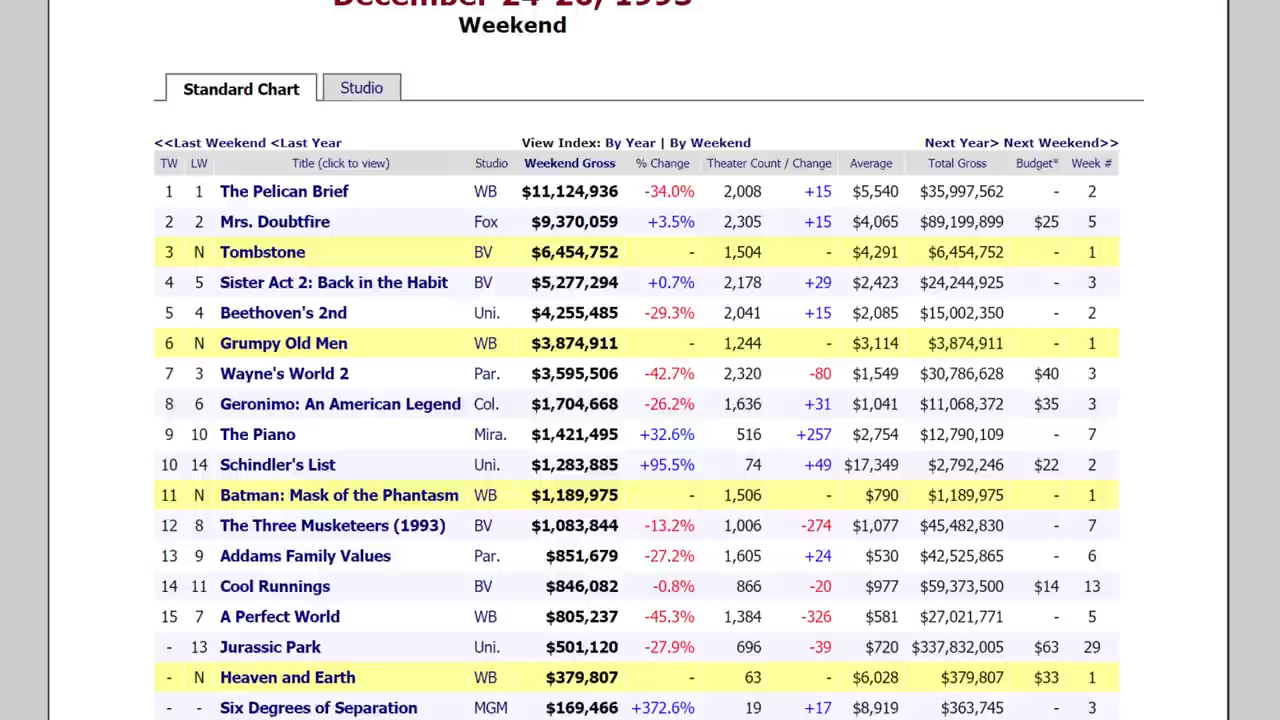 December 24-26, 1993
Weekend
Standard Chart Studio
<<Last Weekend <Last Year View Index: By Year | By Weekend Next Year> Next Weekend>>
TW LW Title (click to view) Studio Weekend Gross % Change Theater Count / Change Average Total Gross Budget* Week #
1 1 The Pelican Brief WB $11,124,936 -34.0% 2,008 +15 $5,540 $35,997,562 - 2
2 2 Mrs. Doubtfire Fox $9,370,059 +3.5% 2,305 +15 $4,065 $89,199,899 $25 5
3 N Tombstone BV $6,454,752 - 1,504 - $4,291 $6,454,752 - 1
4 5 Sister Act 2: Back in the Habit BV $5,277,294 +0.7% 2,178 +29 $2,423 $24,244,925 - 3
5 4 Beethoven's 2nd Uni. $4,255,485 -29.3% 2,041 +15 $2,085 $15,002,350 - 2
6 N Grumpy Old Men WB $3,874,911 - 1,244 - $3,114 $3,874,911 - 1
7 3 Wayne's World 2 Par. $3,595,506 -42.7% 2,320 -80 $1,549 $30,786,628 $40 3
8 6 Geronimo: An American Legend Col. $1,704,668 -26.2% 1,636 +31 $1,041 $11,068,372 $35 3
9 10 The Piano Mira. $1,421,495 +32.6% 516 +257 $2,754 $12,790,109 - 7
10 14 Schindler's List Uni. $1,283,885 +95.5% 74 +49 $17,349 $2,792,246 $22 2
11 N Batman: Mask of the Phantasm WB $1,189,975 - 1,506 - $790 $1,189,975 - 1
12 8 The Three Musketeers (1993) BV $1,083,844 -13.2% 1,006 -274 $1,077 $45,482,830 - 7
13 9 Addams Family Values Par. $851,679 -27.2% 1,605 +24 $530 $42,525,865 - 6
14 11 Cool Runnings BV $846,082 -0.8% 866 -20 $977 $59,373,500 $14 13
15 7 A Perfect World WB $805,237 -45.3% 1,384 -326 $581 $27,021,771 - 5
- 13 Jurassic Park Uni. $501,120 -27.9% 696 -39 $720 $337,832,005 $63 29
- N Heaven and Earth WB $379,807 - 63 - $6,028 $379,807 $33 1
- - Six Degrees of Separation MGM $169,466 +372.6% 19 +17 $8,919 $363,745 - 3